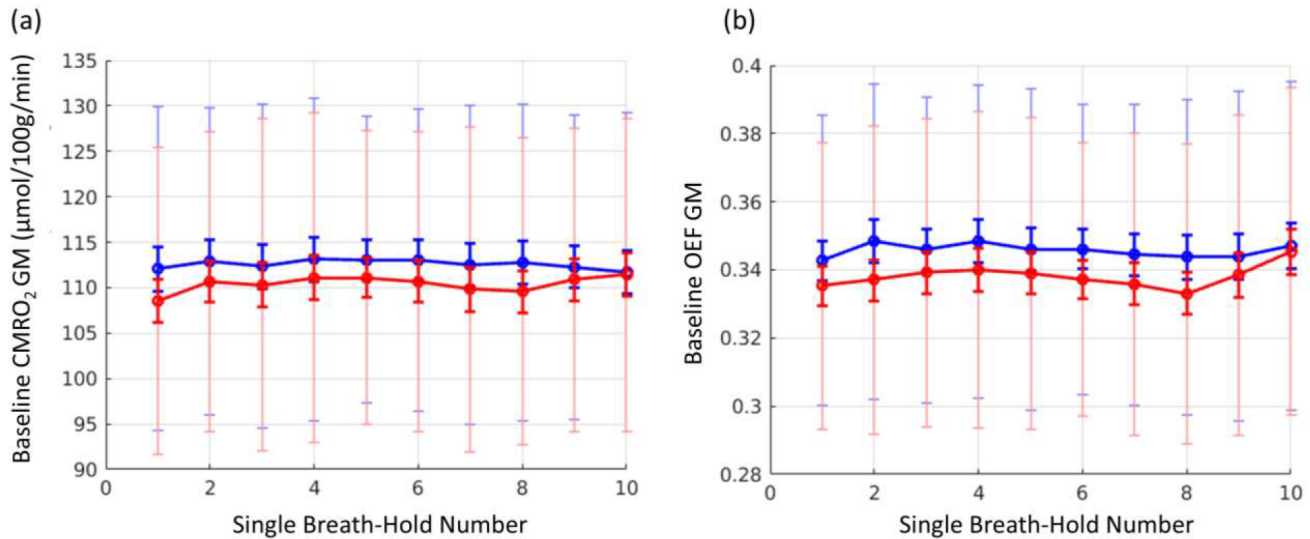 (a)
Baseline CMRO₂ GM (μmol/100g/min)
135
130
125
120
115
110
105
100
95
90
0 2 4 6 8 10
Single Breath-Hold Number
(b)
Baseline OEF GM
0.4
0.38
0.36
0.34
0.32
0.3
0.28
0 2 4 6 8 10
Single Breath-Hold Number